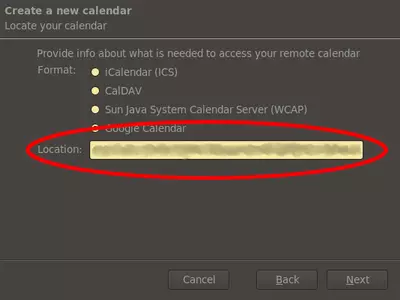 Create a new calendar
Locate your calendar
Provide info about what is needed to access your remote calendar
Format:
iCalendar (ICS)
CalDAV
Sun Java System Calendar Server (WCAP)
Google Calendar
Location:
Cancel
Back
Next